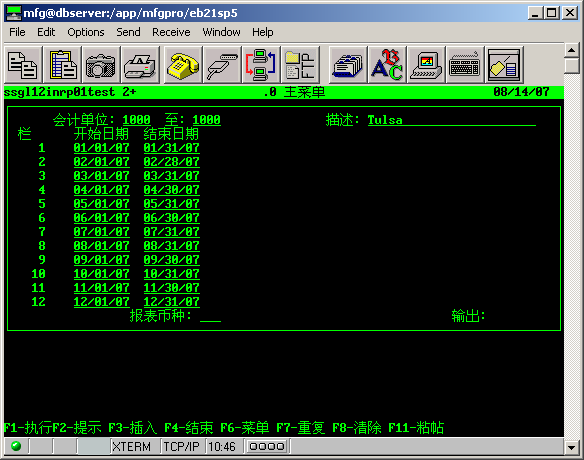 mfg@dbserver:/app/mfgpro/eb21sp5
File Edit Options Send Receive Window Help
ssgl12inrp01test 2+ .0 主菜单 08/14/07
会计单位: 1000 至: 1000 描述: Tulsa
栏 开始日期 结束日期
1 01/01/07 01/31/07
2 02/01/07 02/28/07
3 03/01/07 03/31/07
4 04/01/07 04/30/07
5 05/01/07 05/31/07
6 06/01/07 06/30/07
7 07/01/07 07/31/07
8 08/01/07 08/31/07
9 09/01/07 09/30/07
10 10/01/07 10/31/07
11 11/01/07 11/30/07
12 12/01/07 12/31/07
报表币种: ___ 输出:
F1-执行F2-提示 F3-插入 F4-结束 F6-菜单 F7-重复 F8-清除 F11-粘帖
XTERM TCP/IP 10:46